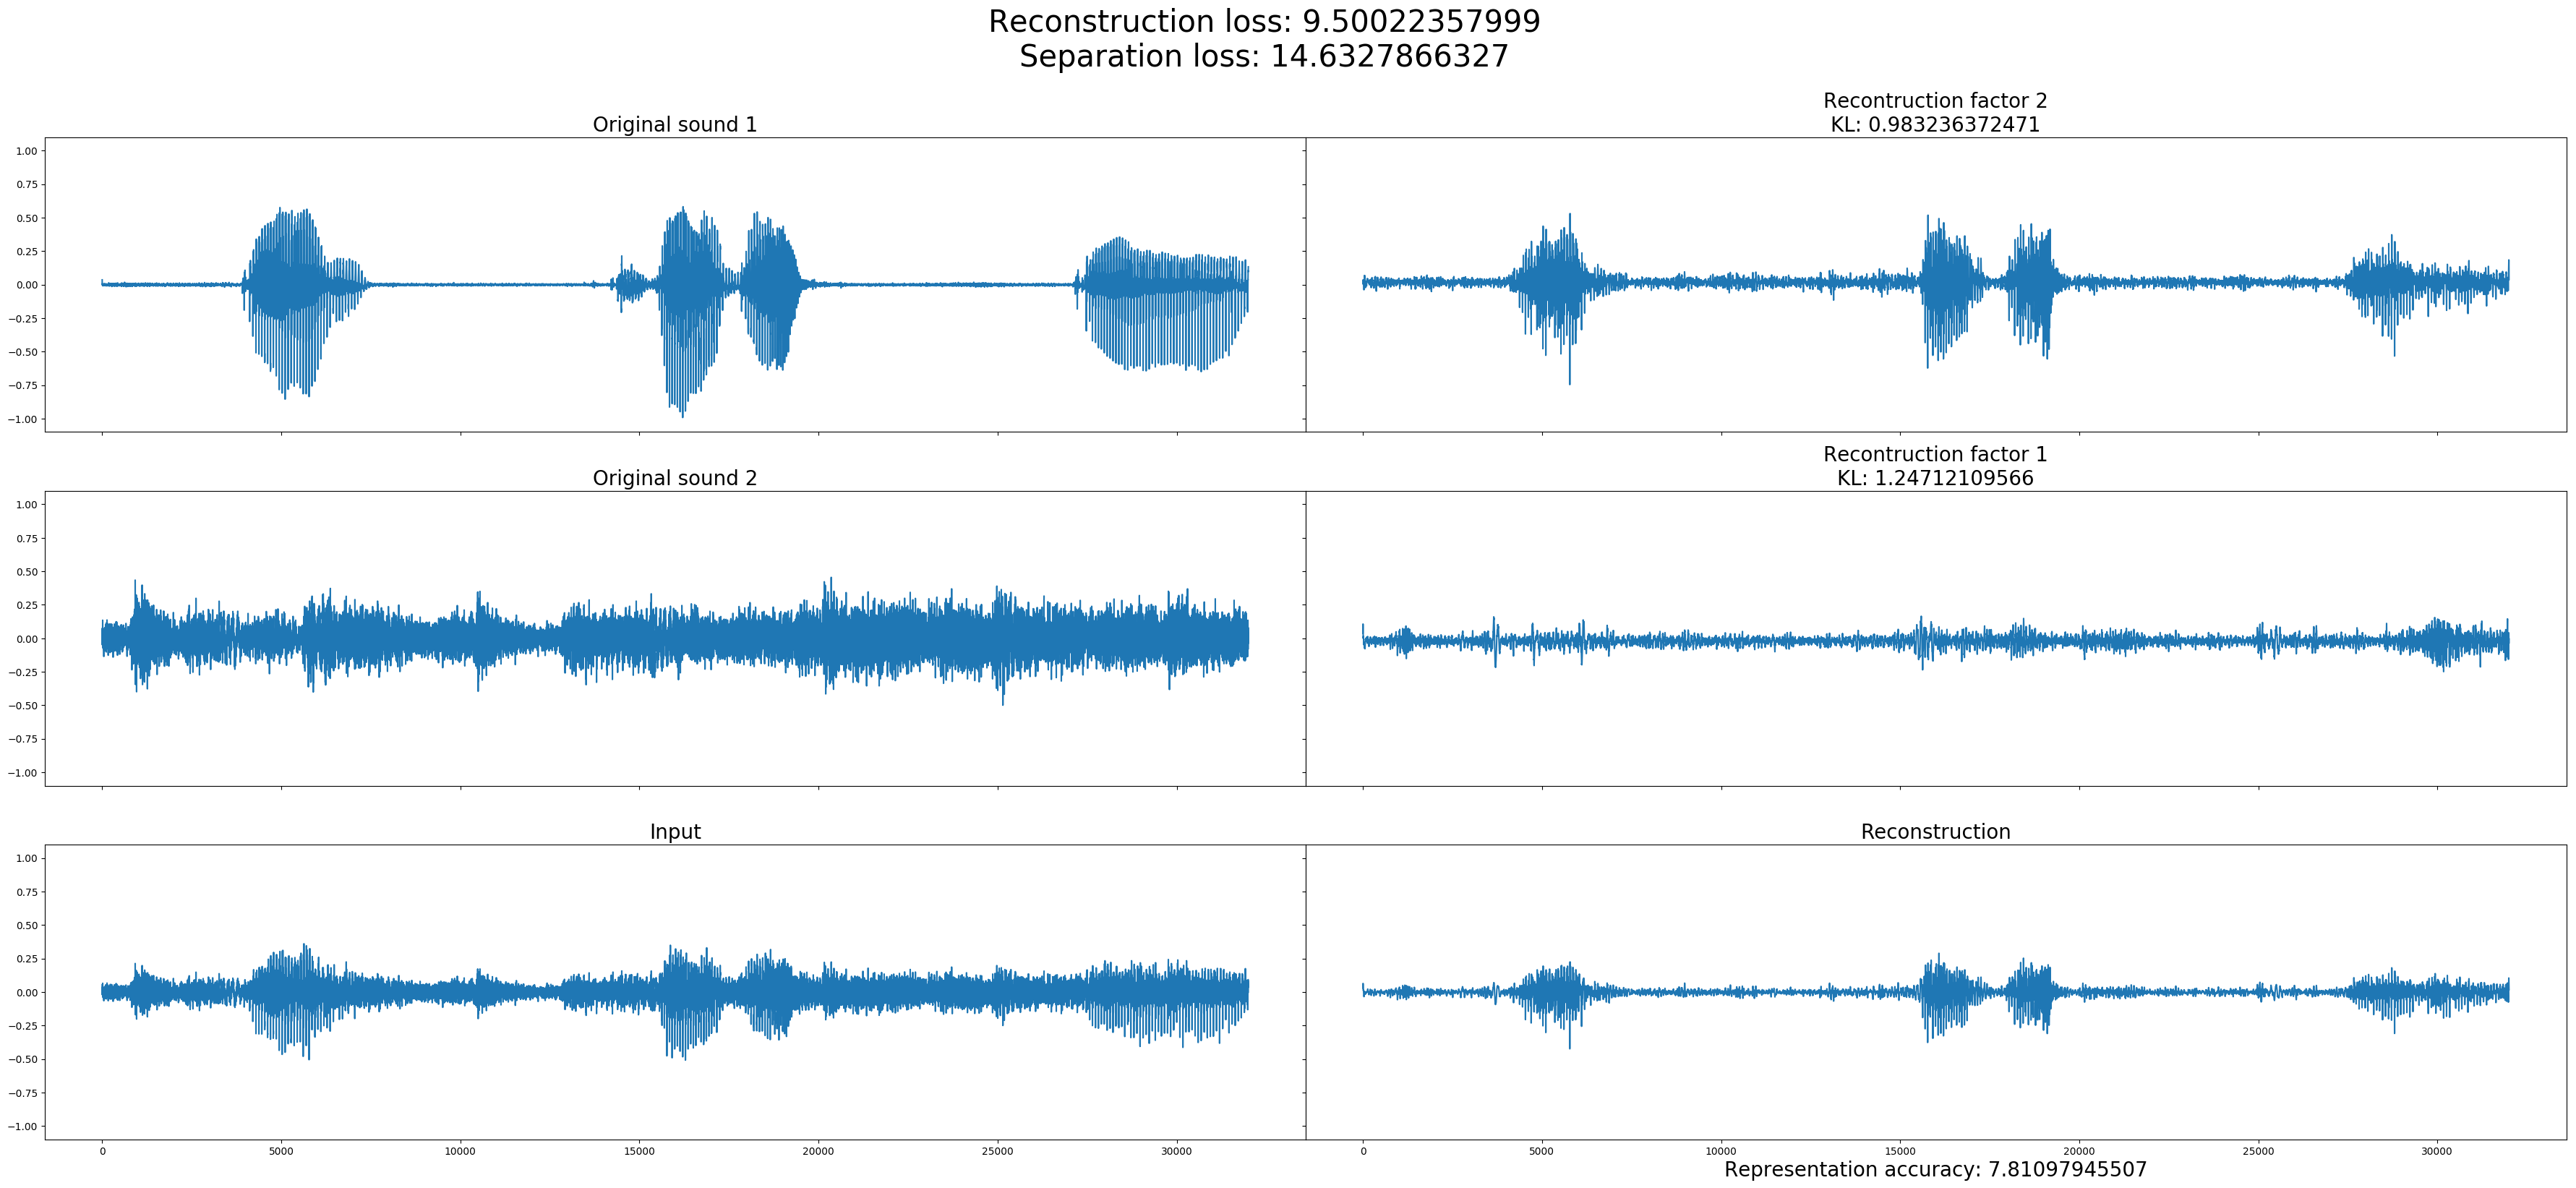 Reconstruction loss: 9.50022357999
Separation loss: 14.6327866327
Original sound 1
Recontruction factor 2
KL: 0.983236372471
1.00
0.75
0.50
0.25
0.00
−0.25
−0.50
−0.75
−1.00
Original sound 2
Recontruction factor 1
KL: 1.24712109566
1.00
0.75
0.50
0.25
0.00
−0.25
−0.50
−0.75
−1.00
Input
Reconstruction
1.00
0.75
0.50
0.25
0.00
−0.25
−0.50
−0.75
−1.00
0 5000 10000 15000 20000 25000 30000
0 5000 10000 15000 20000 25000 30000
Representation accuracy: 7.81097945507